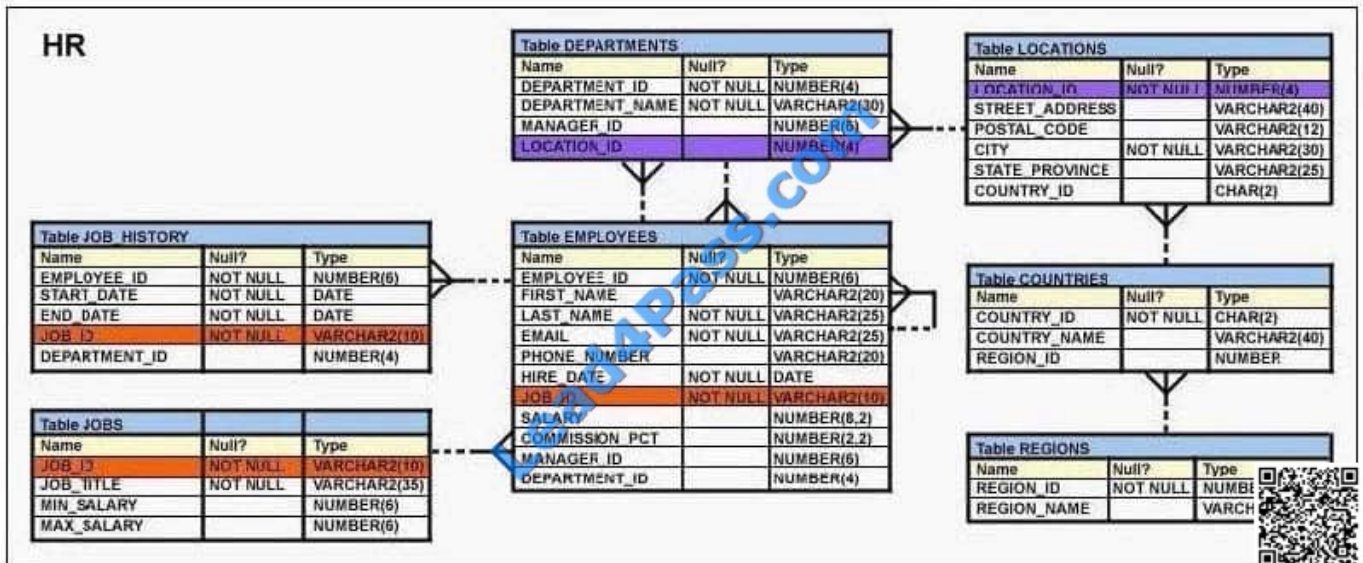 HR
Table DEPARTMENTS
Name Null? Type
DEPARTMENT_ID NOT NULL NUMBER(4)
DEPARTMENT_NAME NOT NULL VARCHAR2(30)
MANAGER_ID NUMBER(6)
LOCATION_ID NUMBER(4)
Table LOCATIONS
Name Null? Type
LOCATION_ID NOT NULL NUMBER(4)
STREET_ADDRESS VARCHAR2(40)
POSTAL_CODE VARCHAR2(12)
CITY NOT NULL VARCHAR2(30)
STATE_PROVINCE VARCHAR2(25)
COUNTRY_ID CHAR(2)
Table JOB_HISTORY
Name Null? Type
EMPLOYEE_ID NOT NULL NUMBER(6)
START_DATE NOT NULL DATE
END_DATE NOT NULL DATE
JOB_ID NOT NULL VARCHAR2(10)
DEPARTMENT_ID NUMBER(4)
Table EMPLOYEES
Name Null? Type
EMPLOYEE_ID NOT NULL NUMBER(6)
FIRST_NAME VARCHAR2(20)
LAST_NAME NOT NULL VARCHAR2(25)
EMAIL NOT NULL VARCHAR2(25)
PHONE_NUMBER VARCHAR2(20)
HIRE_DATE NOT NULL DATE
JOB_ID NOT NULL VARCHAR2(10)
SALARY NUMBER(8,2)
COMMISSION_PCT NUMBER(2,2)
MANAGER_ID NUMBER(6)
DEPARTMENT_ID NUMBER(4)
Table COUNTRIES
Name Null? Type
COUNTRY_ID NOT NULL CHAR(2)
COUNTRY_NAME VARCHAR2(40)
REGION_ID NUMBER
Table JOBS
Name Null? Type
JOB_ID NOT NULL VARCHAR2(10)
JOB_TITLE NOT NULL VARCHAR2(35)
MIN_SALARY NUMBER(6)
MAX_SALARY NUMBER(6)
Table REGIONS
Name Null? Type
REGION_ID NOT NULL NUMBE
REGION_NAME VARCH
Lead4Pass.com